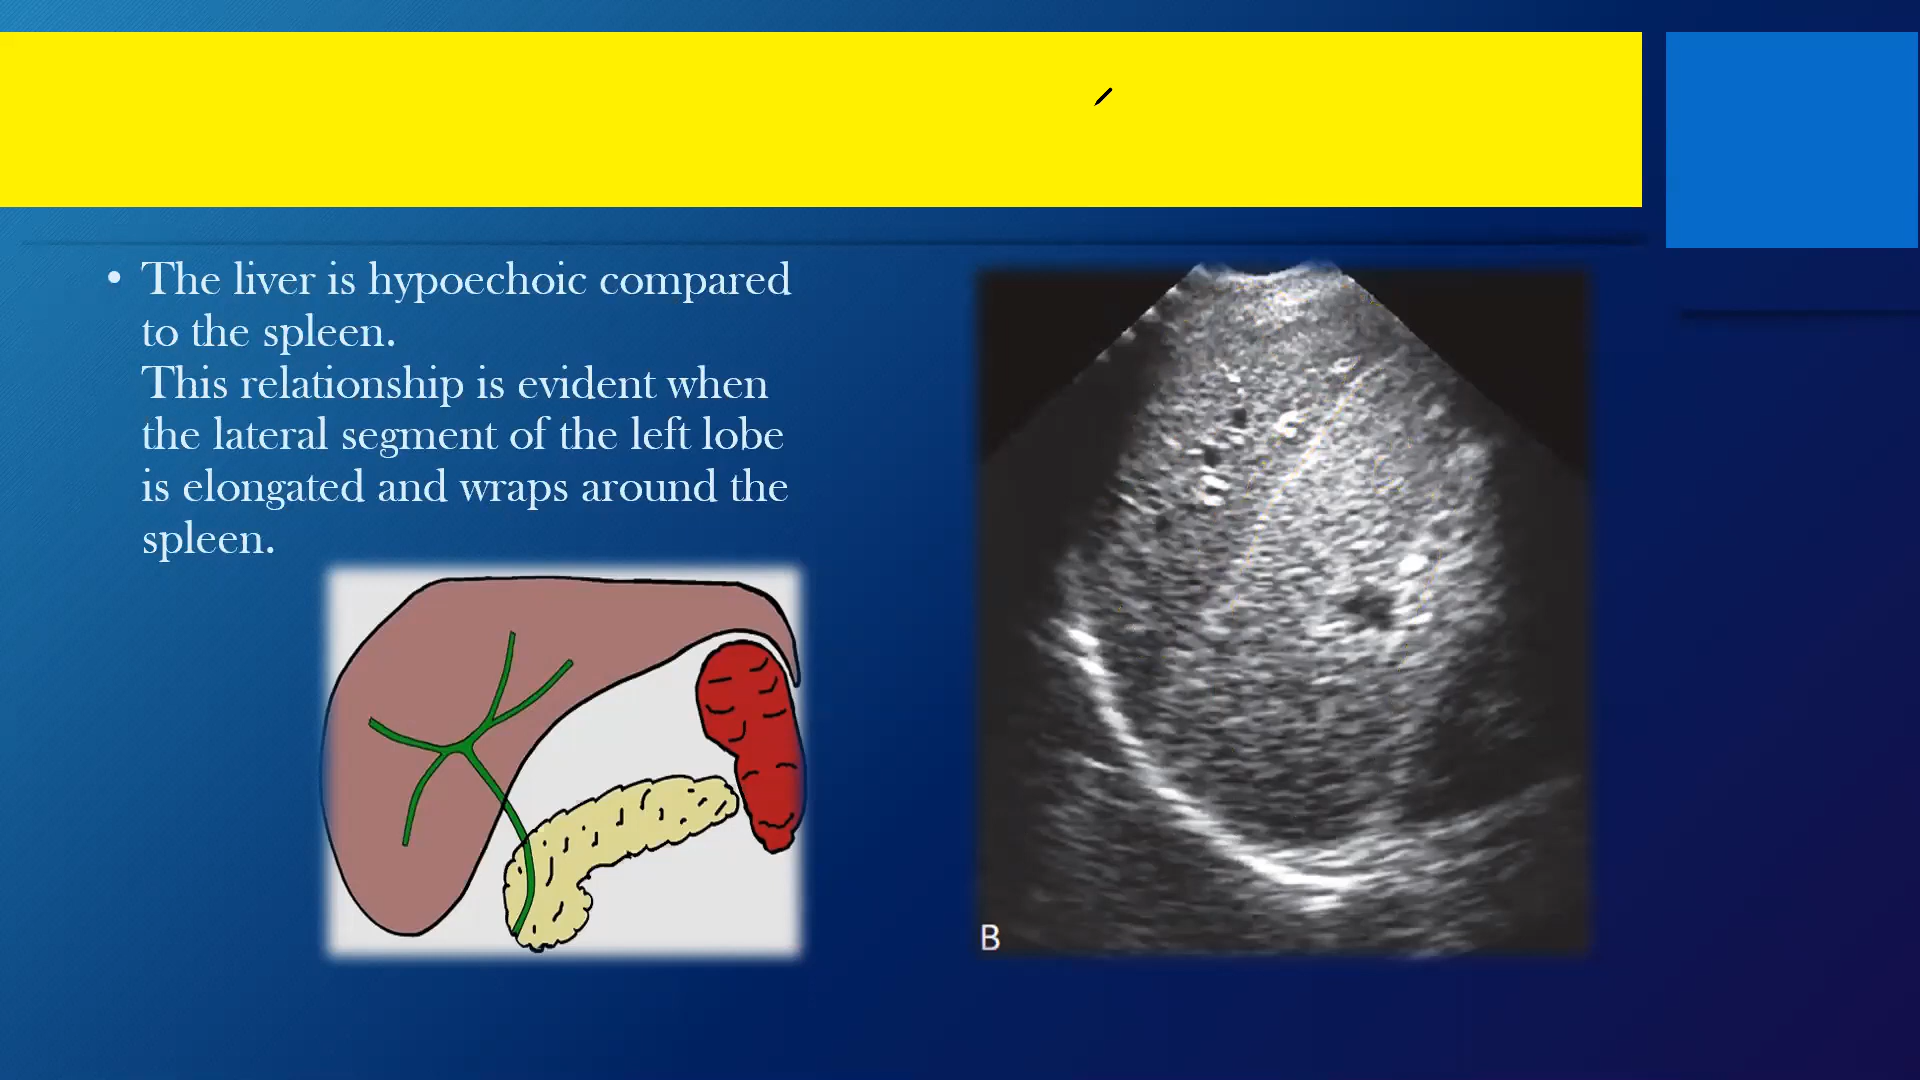 • The liver is hypoechoic compared
to the spleen.
This relationship is evident when
the lateral segment of the left lobe
is elongated and wraps around the
spleen.
B